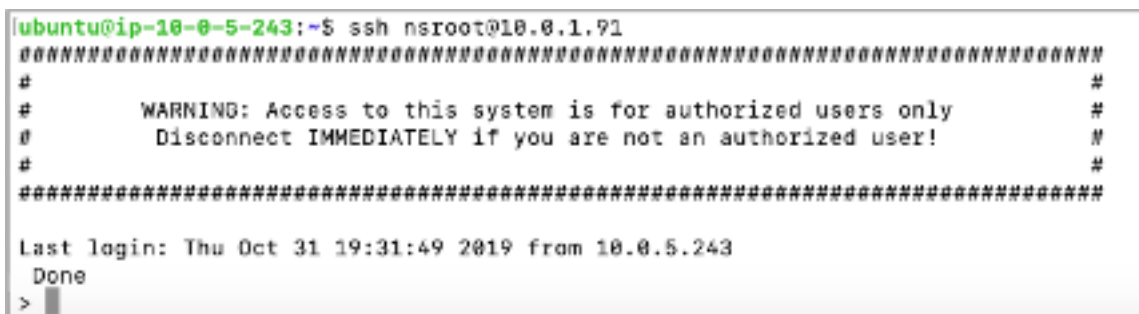 ubuntu@ip-10-0-5-243:~$ ssh nsroot@10.0.1.91
###############################################################################
#                                                                             #
#        WARNING: Access to this system is for authorized users only          #
#         Disconnect IMMEDIATELY if you are not an authorized user!           #
#                                                                             #
###############################################################################
Last login: Thu Oct 31 19:31:49 2019 from 10.0.5.243
 Done
>